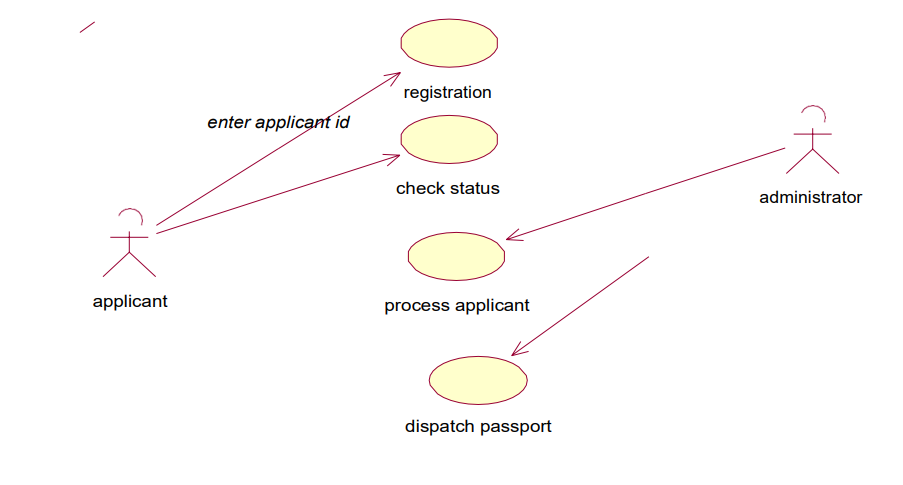 registration
enter applicant id
check status
administrator
applicant
process applicant
dispatch passport